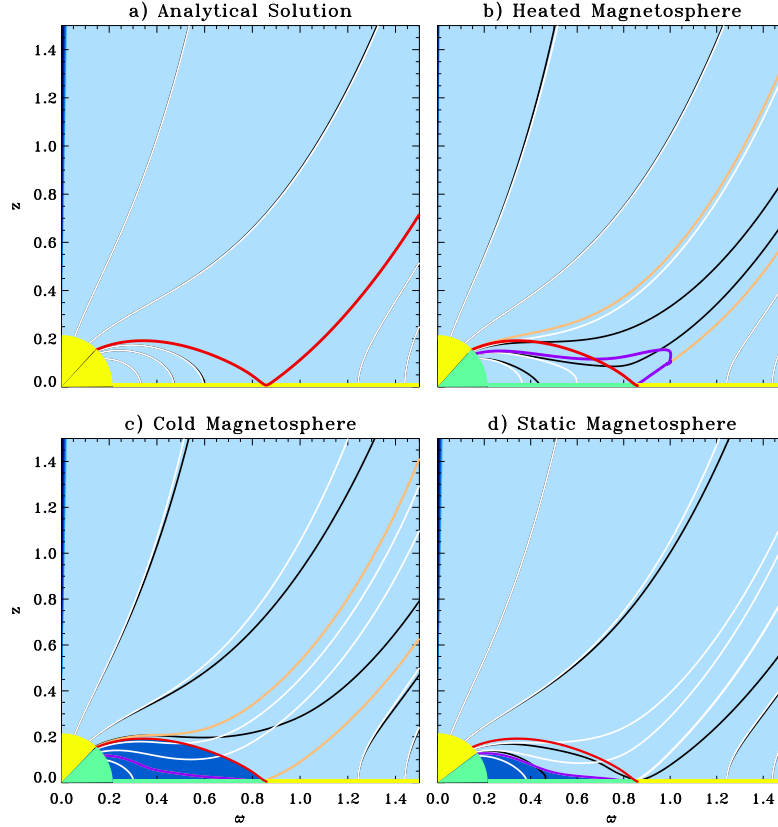 a) Analytical Solution
b) Heated Magnetosphere
1.4
1.2
1.0
0.8
z
0.6
0.4
0.2
0.0
c) Cold Magnetosphere
d) Static Magnetosphere
1.4
1.2
1.0
0.8
z
0.6
0.4
0.2
0.0
0.0 0.2 0.4 0.6 0.8 1.0 1.2 1.4
0.0 0.2 0.4 0.6 0.8 1.0 1.2 1.4
ϖ
ϖ